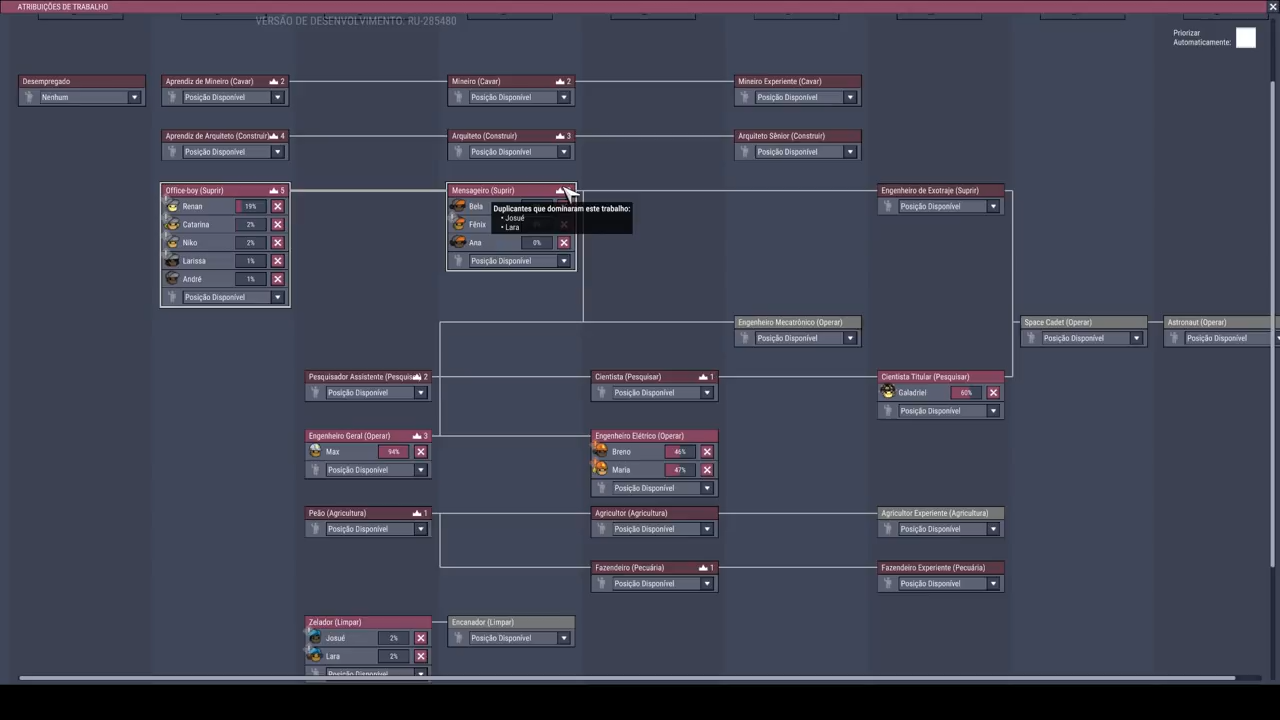 ATRIBUIÇÕES DE TRABALHO
VERSÃO DE DESENVOLVIMENTO: RU-285480
Priorizar
Automaticamente:
Desempregado
Nenhum
Aprendiz de Mineiro (Cavar) 2
Posição Disponível
Mineiro (Cavar) 2
Posição Disponível
Mineiro Experiente (Cavar)
Posição Disponível
Aprendiz de Arquiteto (Construir) 4
Posição Disponível
Arquiteto (Construir) 3
Posição Disponível
Arquiteto Sênior (Construir)
Posição Disponível
Office-boy (Suprir) 5
Renan 19%
Catarina 2%
Niko 2%
Larissa 1%
André 1%
Posição Disponível
Mensageiro (Suprir)
Bela
Fênix
Ana 0%
Posição Disponível
Duplicantes que dominaram este trabalho:
• Josué
• Lara
Engenheiro de Exotraje (Suprir)
Posição Disponível
Engenheiro Mecatrônico (Operar)
Posição Disponível
Space Cadet (Operar)
Posição Disponível
Astronaut (Operar)
Posição Disponível
Pesquisador Assistente (Pesquisar) 2
Posição Disponível
Cientista (Pesquisar) 1
Posição Disponível
Cientista Titular (Pesquisar)
Galadriel 60%
Posição Disponível
Engenheiro Geral (Operar) 3
Max 94%
Posição Disponível
Engenheiro Elétrico (Operar)
Breno 46%
Maria 47%
Posição Disponível
Peão (Agricultura) 1
Posição Disponível
Agricultor (Agricultura)
Posição Disponível
Agricultor Experiente (Agricultura)
Posição Disponível
Fazendeiro (Pecuária) 1
Posição Disponível
Fazendeiro Experiente (Pecuária)
Posição Disponível
Zelador (Limpar)
Josué 2%
Lara 2%
Posição Disponível
Encanador (Limpar)
Posição Disponível